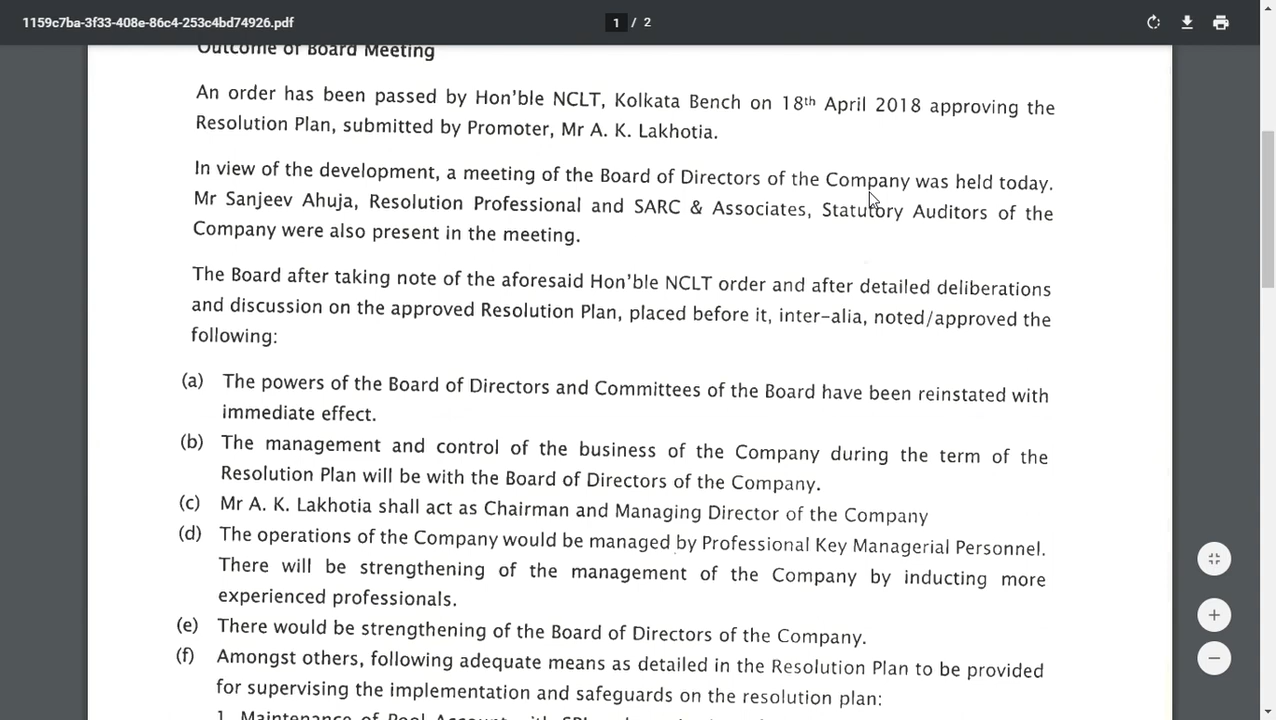 1159c7ba-3f33-408e-86c4-253c4bd74926.pdf
1 / 2
Outcome of Board Meeting
An order has been passed by Hon'ble NCLT, Kolkata Bench on 18th April 2018 approving the
Resolution Plan, submitted by Promoter, Mr A. K. Lakhotia.
In view of the development, a meeting of the Board of Directors of the Company was held today.
Mr Sanjeev Ahuja, Resolution Professional and SARC & Associates, Statutory Auditors of the
Company were also present in the meeting.
The Board after taking note of the aforesaid Hon'ble NCLT order and after detailed deliberations
and discussion on the approved Resolution Plan, placed before it, inter-alia, noted/approved the
following:
(a) The powers of the Board of Directors and Committees of the Board have been reinstated with
immediate effect.
(b) The management and control of the business of the Company during the term of the
Resolution Plan will be with the Board of Directors of the Company.
(c) Mr A. K. Lakhotia shall act as Chairman and Managing Director of the Company
(d) The operations of the Company would be managed by Professional Key Managerial Personnel.
There will be strengthening of the management of the Company by inducting more
experienced professionals.
(e) There would be strengthening of the Board of Directors of the Company.
(f) Amongst others, following adequate means as detailed in the Resolution Plan to be provided
for supervising the implementation and safeguards on the resolution plan:
1. Maintenance of Pool Account with SBI